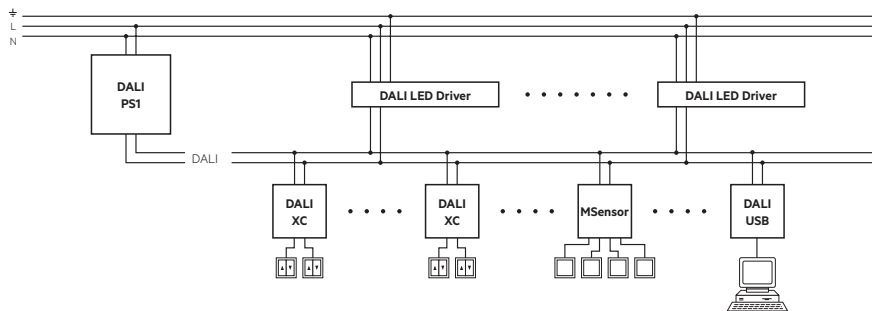 L
N
DALI
PS1
DALI LED Driver
DALI LED Driver
DALI
DALI
XC
DALI
XC
MSensor
DALI
USB